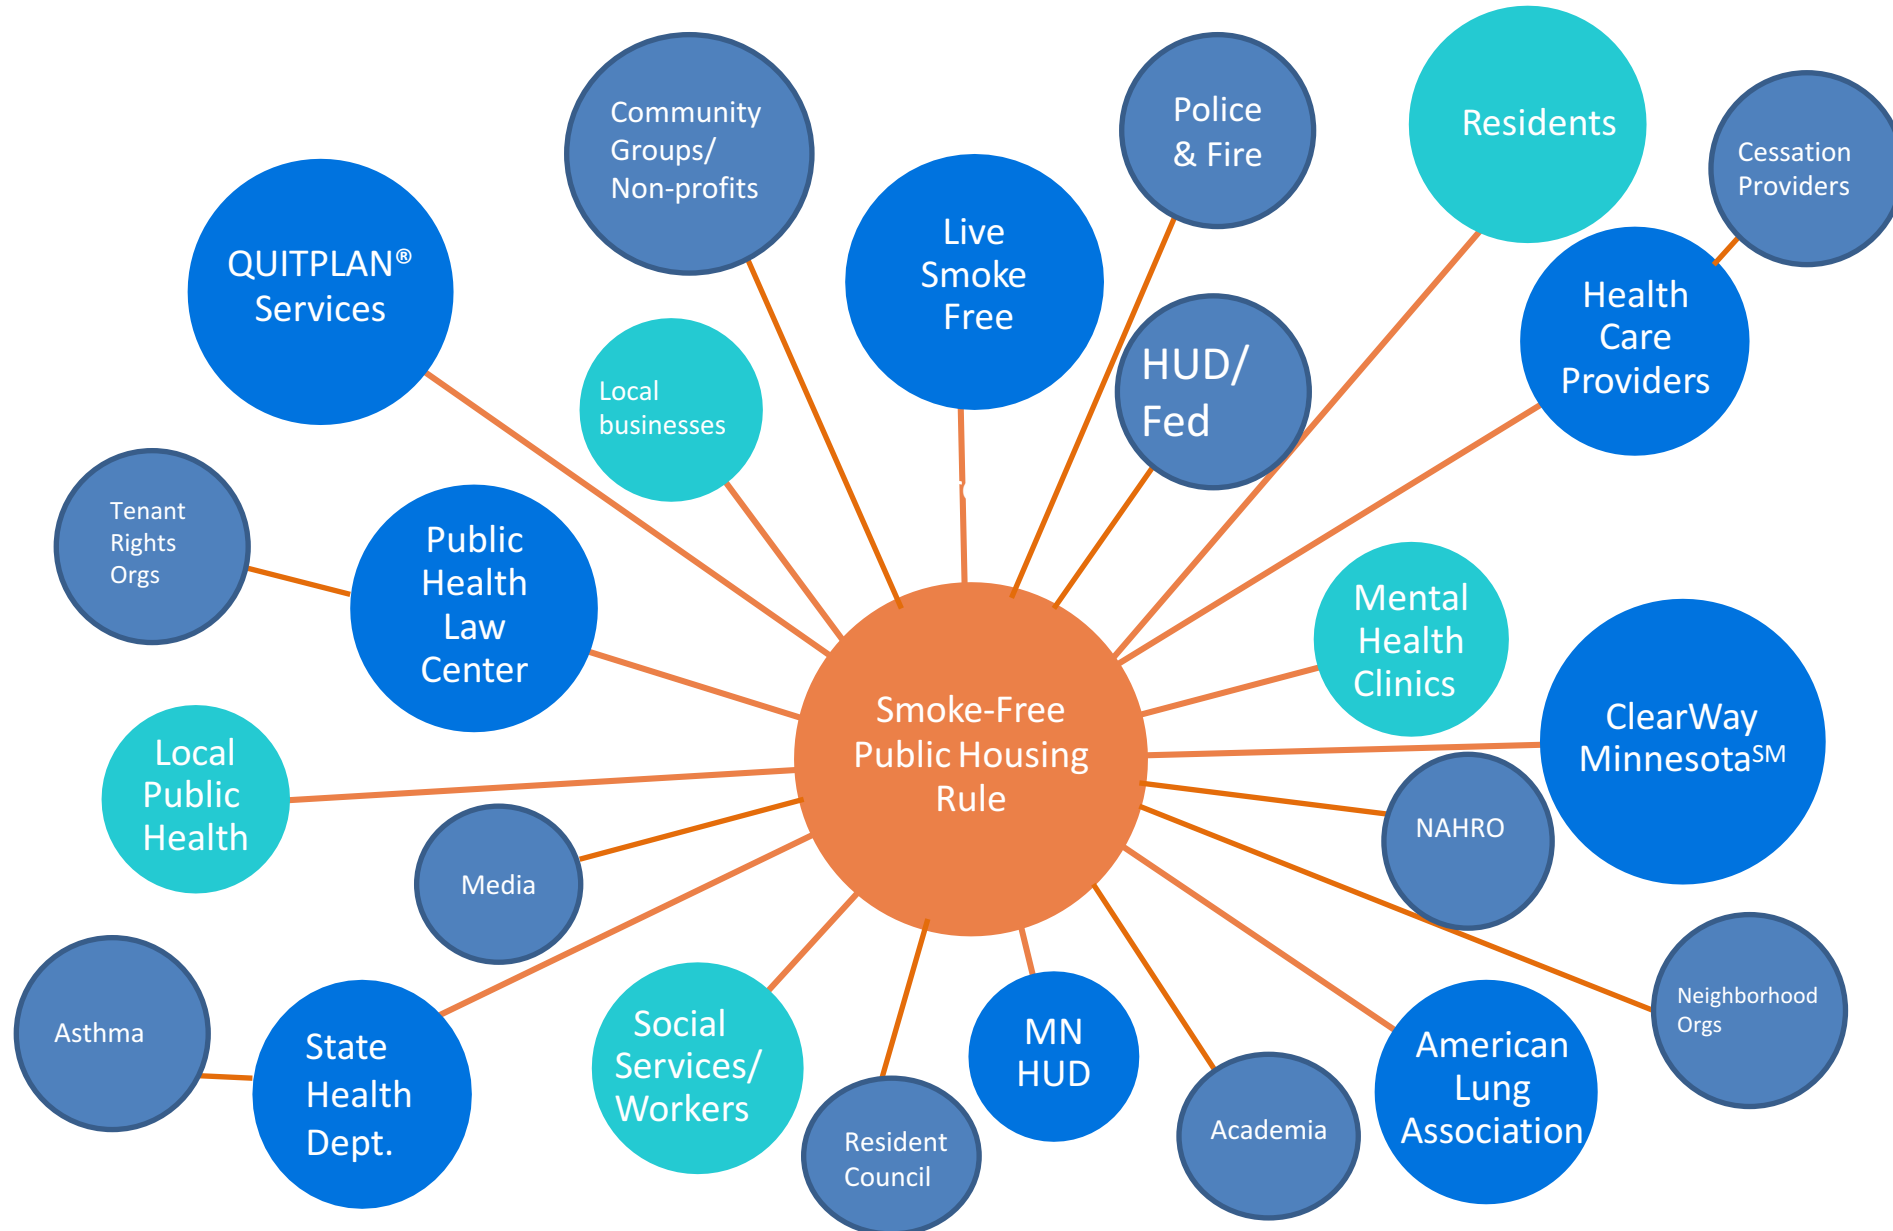 Community
Groups/
Non-profits
Police
& Fire
Residents
Cessation
Providers
QUITPLAN®
Services
Live
Smoke
Free
Health
Care
Providers
Local
businesses
HUD/
Fed
Tenant
Rights
Orgs
Public
Health
Law
Center
Mental
Health
Clinics
Smoke-Free
Public Housing
Rule
ClearWay
Minnesota℠
Local
Public
Health
Media
NAHRO
Asthma
State
Health
Dept.
Social
Services/
Workers
Resident
Council
MN
HUD
Academia
American
Lung
Association
Neighborhood
Orgs